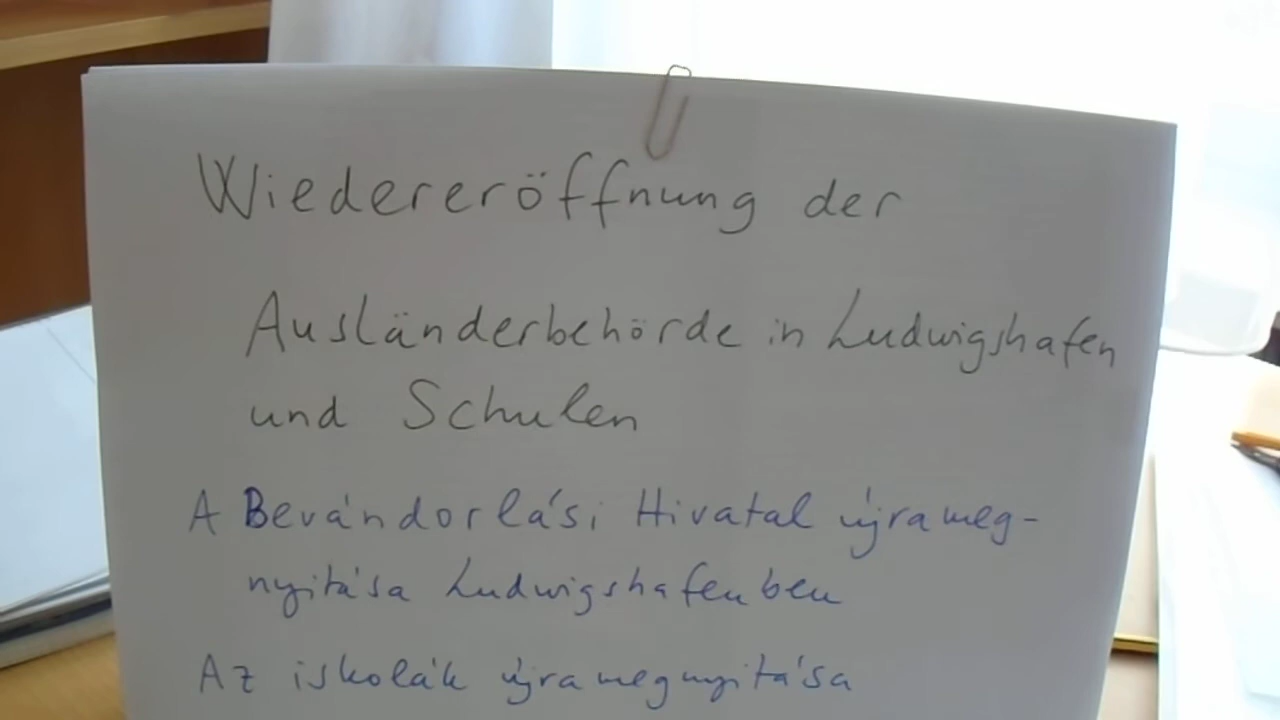 Wiedereröffnung der
Ausländerbehörde in Ludwigshafen
und Schulen
A Bevándorlási Hivatal újrameg-
nyitása Ludwigshafenben
Az iskolák újramegnyitása